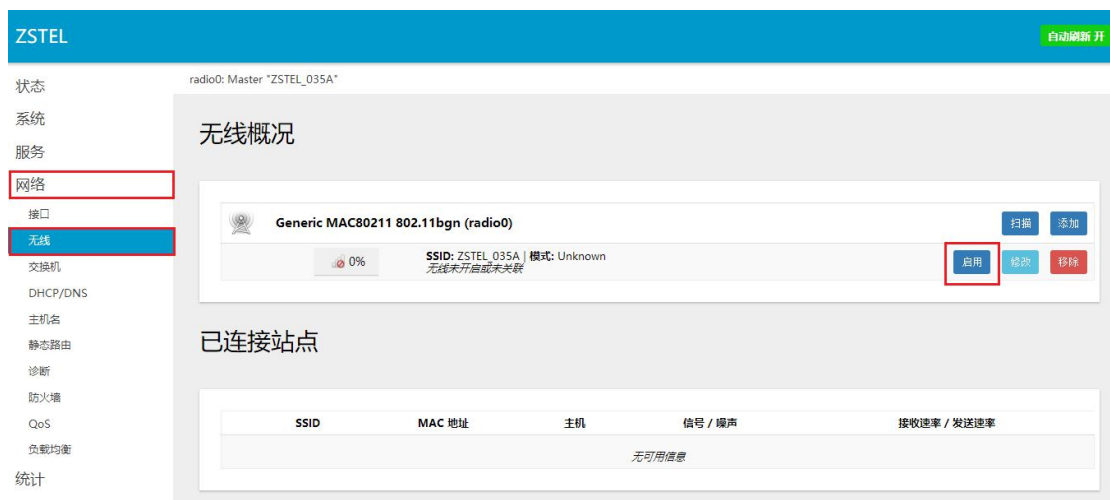 ZSTEL
自动刷新 开
状态
系统
服务
网络
接口
无线
交换机
DHCP/DNS
主机名
静态路由
诊断
防火墙
QoS
负载均衡
统计
radio0: Master "ZSTEL_035A"
无线概况
Generic MAC80211 802.11bgn (radio0)
扫描 添加
0% SSID: ZSTEL_035A | 模式: Unknown
无线未开启或未关联
启用 修改 移除
已连接站点
SSID MAC 地址 主机 信号 / 噪声 接收速率 / 发送速率
无可用信息